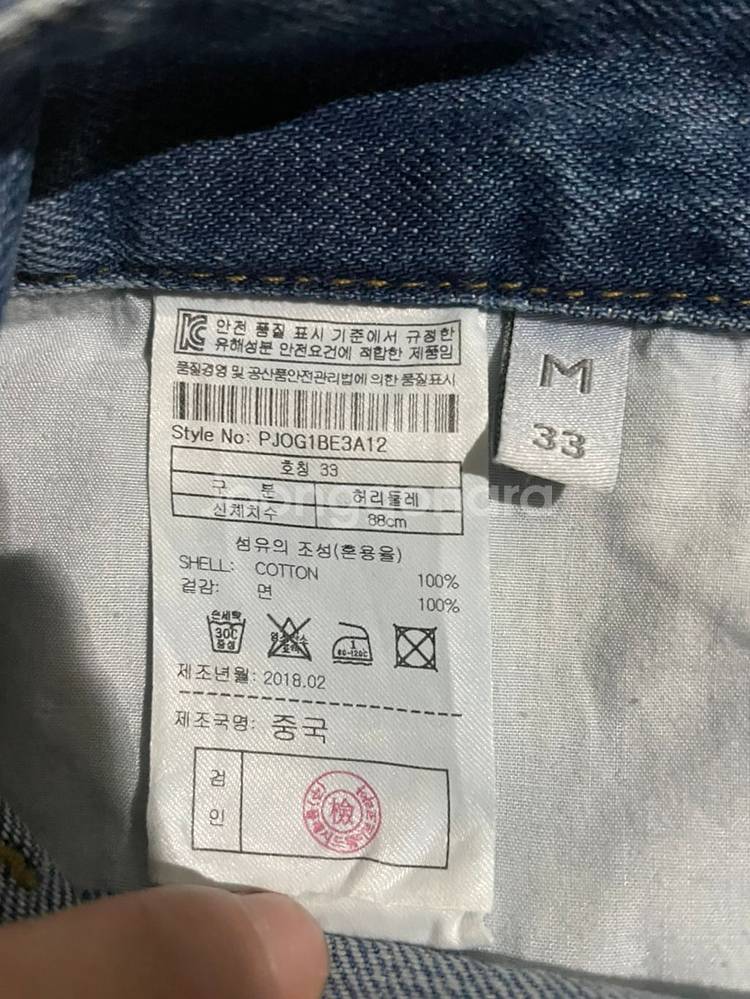 KC 안전 품질 표시 기준에서 규정한
유해성분 안전요건에 적합한 제품임
품질경영 및 공산품안전관리법에 의한 품질표시
Style No: PJOG1BE3A12
호칭 33
구 분 허리둘레
신체치수 88cm
섬유의 조성(혼용율)
SHELL: COTTON 100%
겉감: 면 100%
손세탁
30C
중성
염소표백
1
80-120C
제조년월: 2018.02
제조국명: 중국
검
인
檢
M
33
joongonara